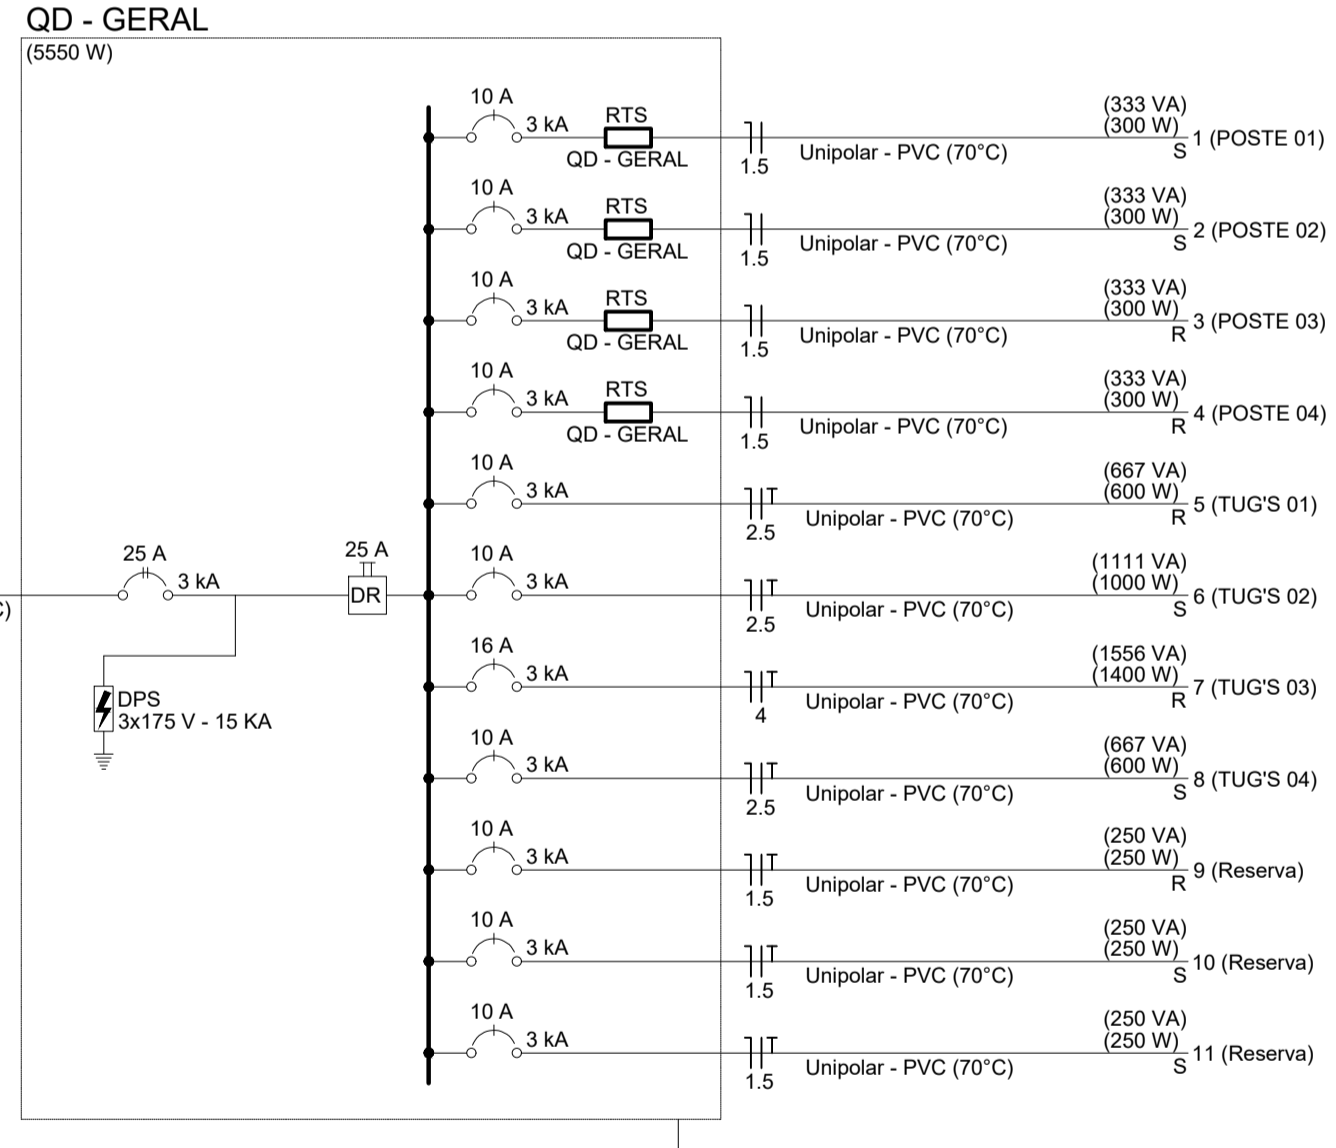 QD - GERAL
(5550 W)
10 A
3 kA
RTS
QD - GERAL
1.5
Unipolar - PVC (70°C)
(333 VA)
(300 W)
S
1 (POSTE 01)
10 A
3 kA
RTS
QD - GERAL
1.5
Unipolar - PVC (70°C)
(333 VA)
(300 W)
S
2 (POSTE 02)
10 A
3 kA
RTS
QD - GERAL
1.5
Unipolar - PVC (70°C)
(333 VA)
(300 W)
R
3 (POSTE 03)
10 A
3 kA
RTS
QD - GERAL
1.5
Unipolar - PVC (70°C)
(333 VA)
(300 W)
R
4 (POSTE 04)
10 A
3 kA
T
2.5
Unipolar - PVC (70°C)
(667 VA)
(600 W)
R
5 (TUG'S 01)
C)
25 A
3 kA
25 A
DR
DPS
3x175 V - 15 KA
10 A
3 kA
T
2.5
Unipolar - PVC (70°C)
(1111 VA)
(1000 W)
S
6 (TUG'S 02)
16 A
3 kA
T
4
Unipolar - PVC (70°C)
(1556 VA)
(1400 W)
R
7 (TUG'S 03)
10 A
3 kA
T
2.5
Unipolar - PVC (70°C)
(667 VA)
(600 W)
S
8 (TUG'S 04)
10 A
3 kA
T
1.5
Unipolar - PVC (70°C)
(250 VA)
(250 W)
R
9 (Reserva)
10 A
3 kA
T
1.5
Unipolar - PVC (70°C)
(250 VA)
(250 W)
S
10 (Reserva)
10 A
3 kA
T
1.5
Unipolar - PVC (70°C)
(250 VA)
(250 W)
S
11 (Reserva)